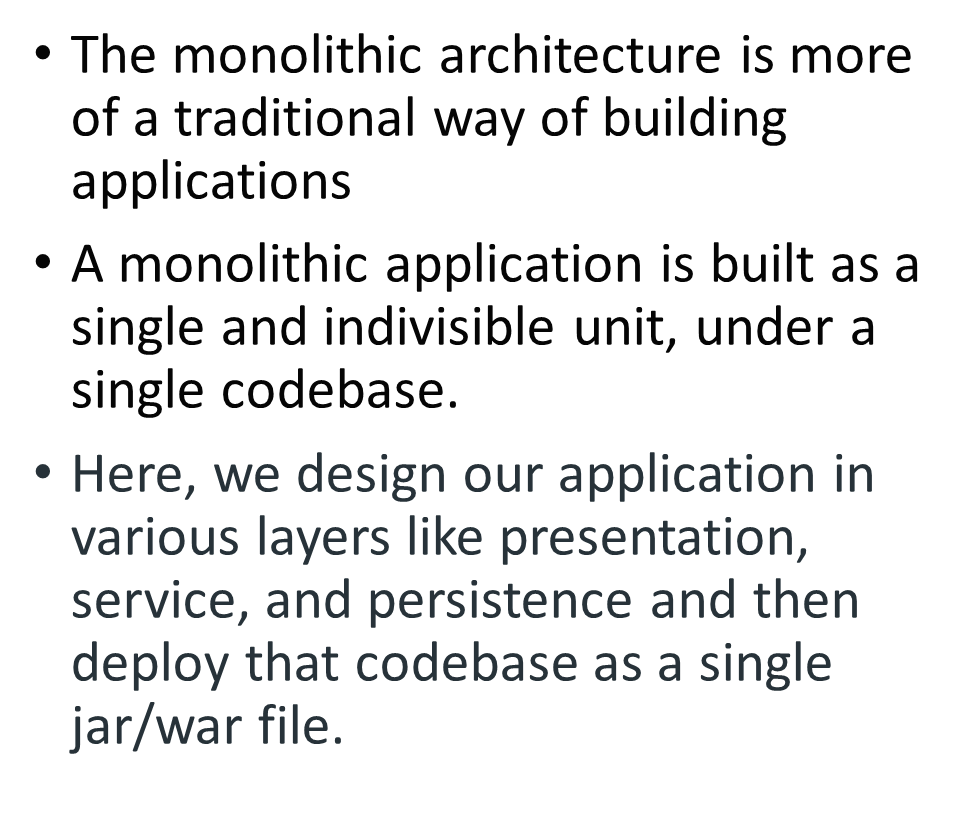 • The monolithic architecture is more
of a traditional way of building
applications
• A monolithic application is built as a
single and indivisible unit, under a
single codebase.
• Here, we design our application in
various layers like presentation,
service, and persistence and then
deploy that codebase as a single
jar/war file.